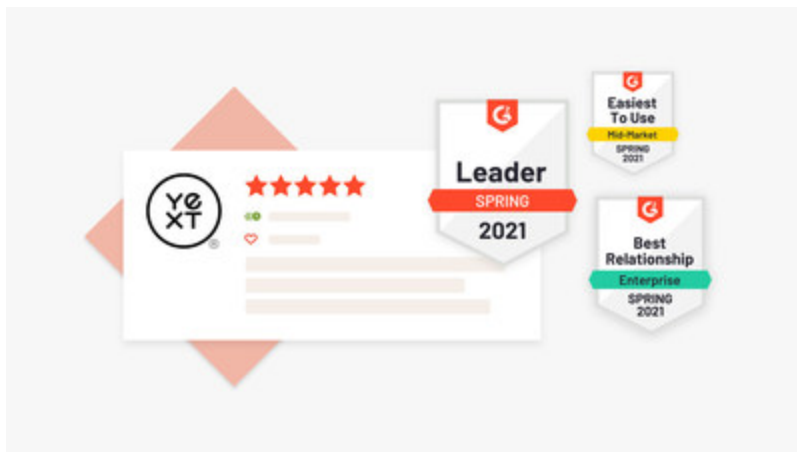 YEXT
®
Leader
SPRING
2021
Easiest
To Use
Mid-Market
SPRING
2021
Best
Relationship
Enterprise
SPRING
2021